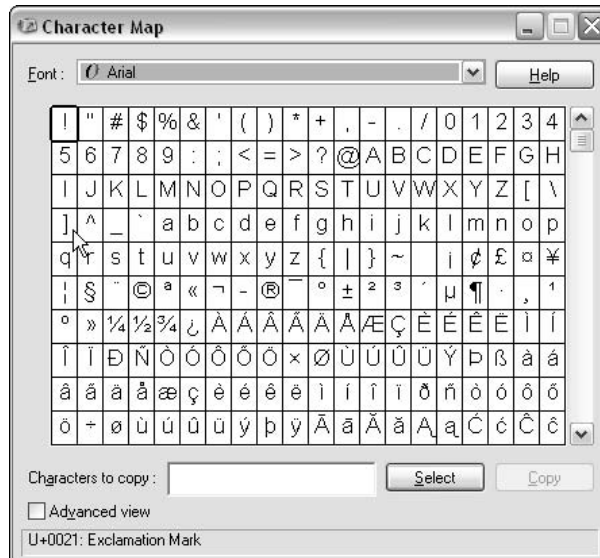 Character Map
Font : O Arial Help
! " # $ % & ' ( ) * + , - . / 0 1 2 3 4
5 6 7 8 9 : ; < = > ? @ A B C D E F G H
I J K L M N O P Q R S T U V W X Y Z [ \
] ^ _ ` a b c d e f g h i j k l m n o p
q r s t u v w x y z { | } ~ ¡ ¢ £ ¤ ¥
¦ § ¨ © ª « ¬ - ® ¯ ° ± ² ³ ´ µ ¶ · ¸ ¹
º » ¼ ½ ¾ ¿ À Á Â Ã Ä Å Æ Ç È É Ê Ë Ì Í
Î Ï Ð Ñ Ò Ó Ô Õ Ö × Ø Ù Ú Û Ü Ý Þ ß à á
â ã ä å æ ç è é ê ë ì í î ï ð ñ ò ó ô õ
ö ÷ ø ù ú û ü ý þ ÿ Ā ā Ă ă Ą ą Ć ć Ĉ ĉ
Characters to copy : Select Copy
Advanced view
U+0021: Exclamation Mark